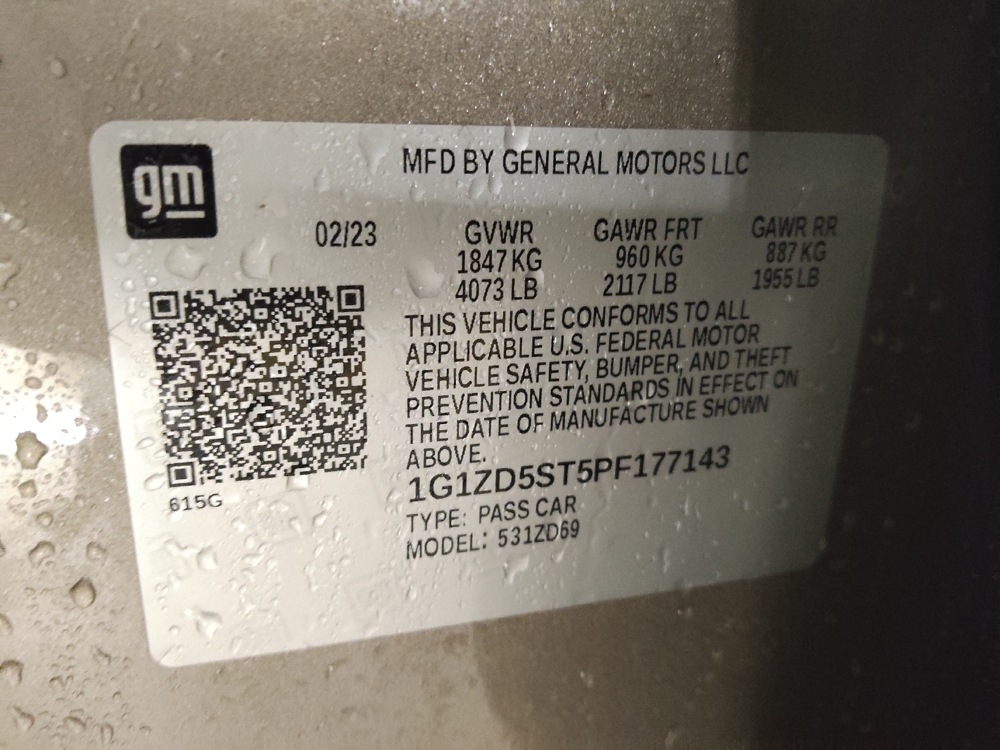 gm
MFD BY GENERAL MOTORS LLC
02/23 GVWR GAWR FRT GAWR RR
1847 KG 960 KG 887 KG
4073 LB 2117 LB 1955 LB
THIS VEHICLE CONFORMS TO ALL
APPLICABLE U.S. FEDERAL MOTOR
VEHICLE SAFETY, BUMPER, AND THEFT
PREVENTION STANDARDS IN EFFECT ON
THE DATE OF MANUFACTURE SHOWN
ABOVE.
1G1ZD5ST5PF177143
TYPE: PASS CAR
MODEL: 531ZD69
615G